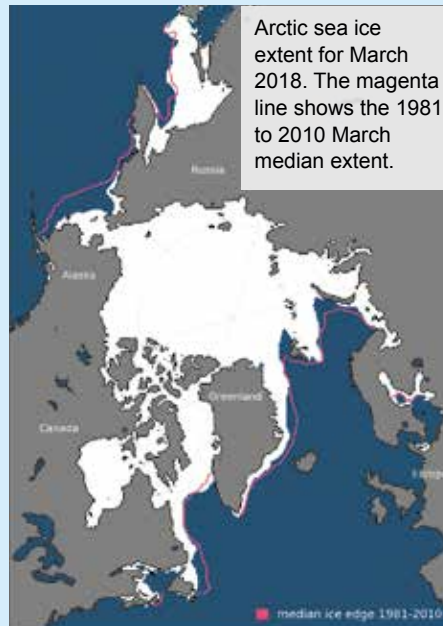 Arctic sea ice
extent for March
2018. The magenta
line shows the 1981
to 2010 March
median extent.
Russia
Alaska
Greenland
Canada
Europ
median ice edge 1981-2010